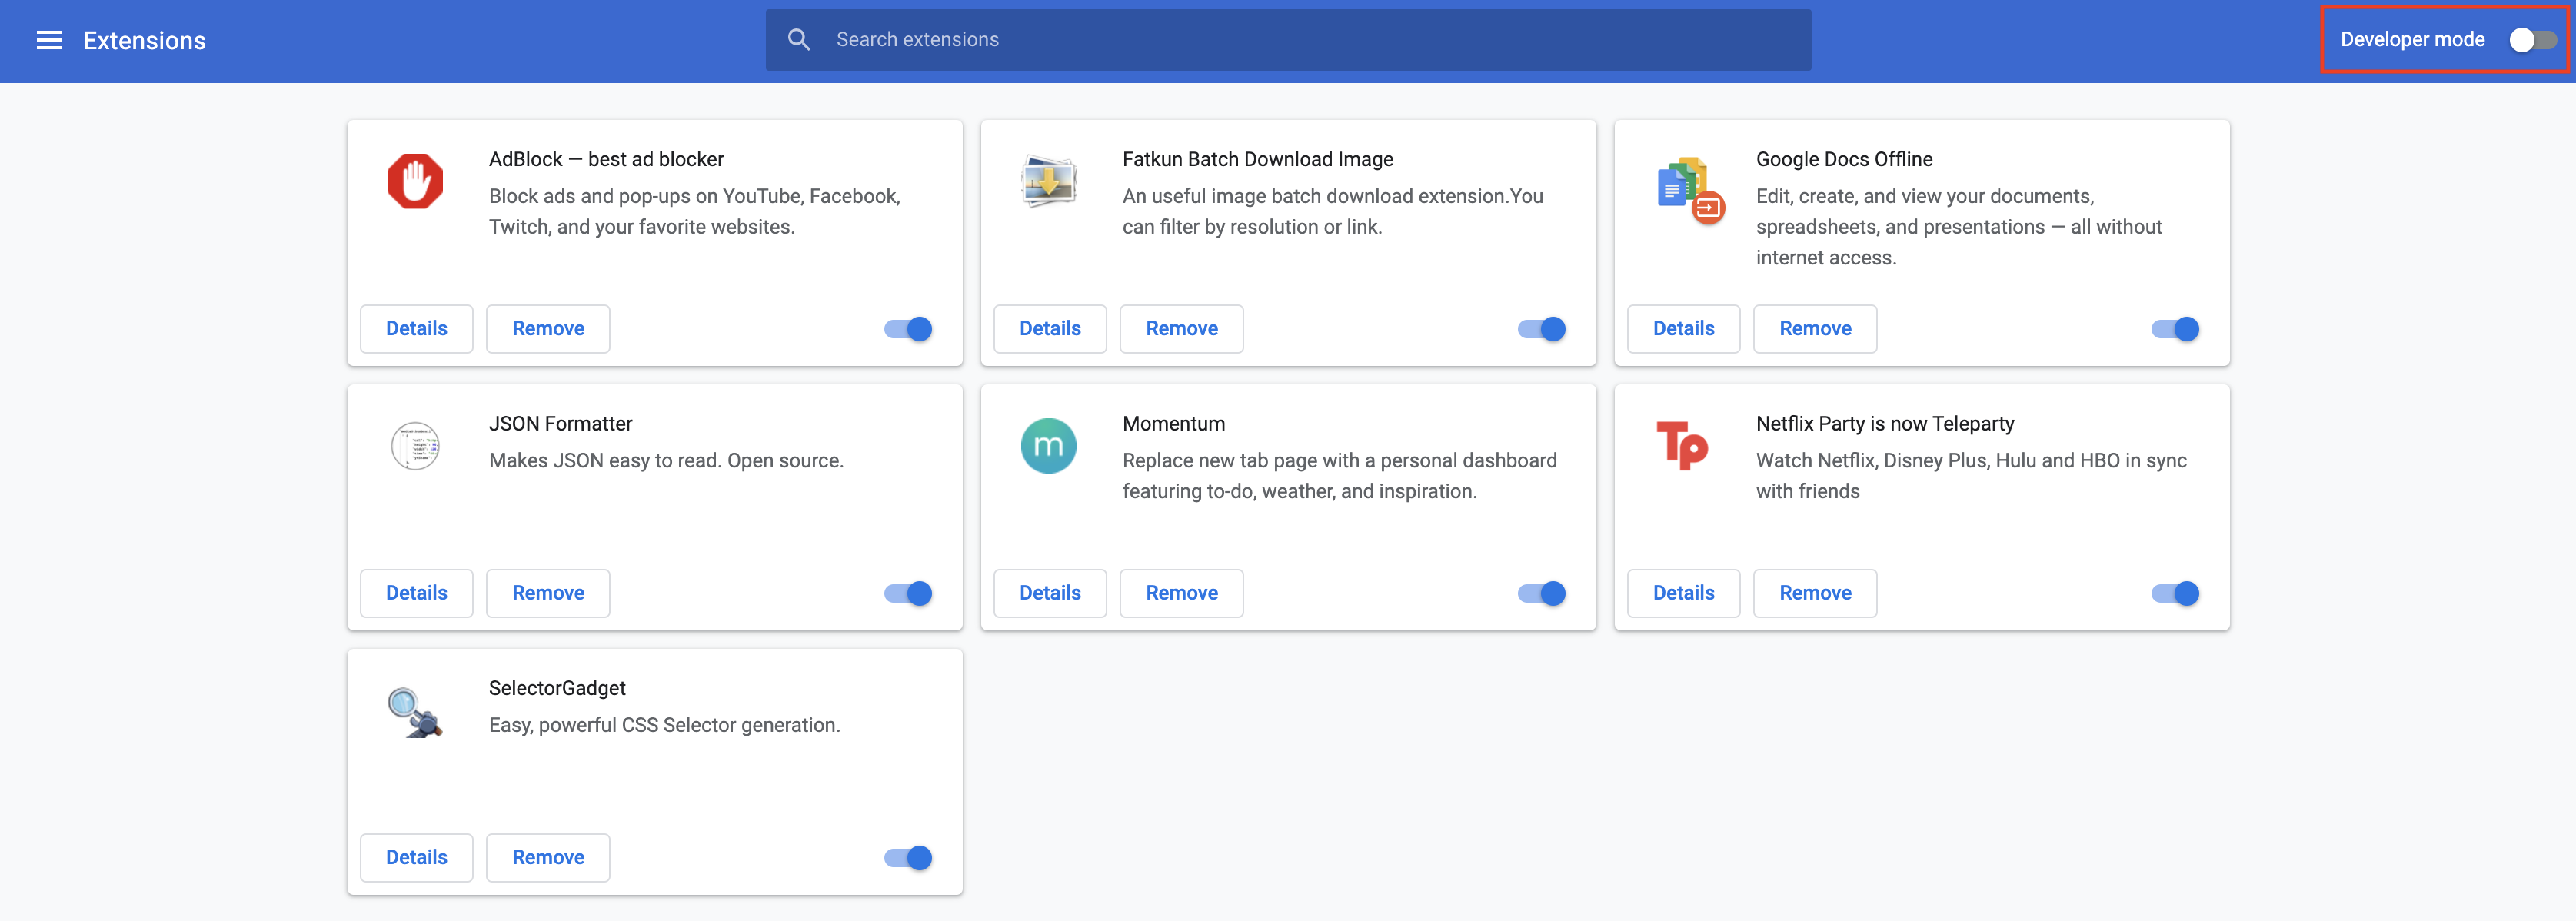 Extensions
Search extensions
Developer mode
AdBlock — best ad blocker
Block ads and pop-ups on YouTube, Facebook,
Twitch, and your favorite websites.
Details
Remove
Fatkun Batch Download Image
An useful image batch download extension.You
can filter by resolution or link.
Details
Remove
Google Docs Offline
Edit, create, and view your documents,
spreadsheets, and presentations — all without
internet access.
Details
Remove
JSON Formatter
Makes JSON easy to read. Open source.
Details
Remove
m
Momentum
Replace new tab page with a personal dashboard
featuring to-do, weather, and inspiration.
Details
Remove
Tp
Netflix Party is now Teleparty
Watch Netflix, Disney Plus, Hulu and HBO in sync
with friends
Details
Remove
SelectorGadget
Easy, powerful CSS Selector generation.
Details
Remove